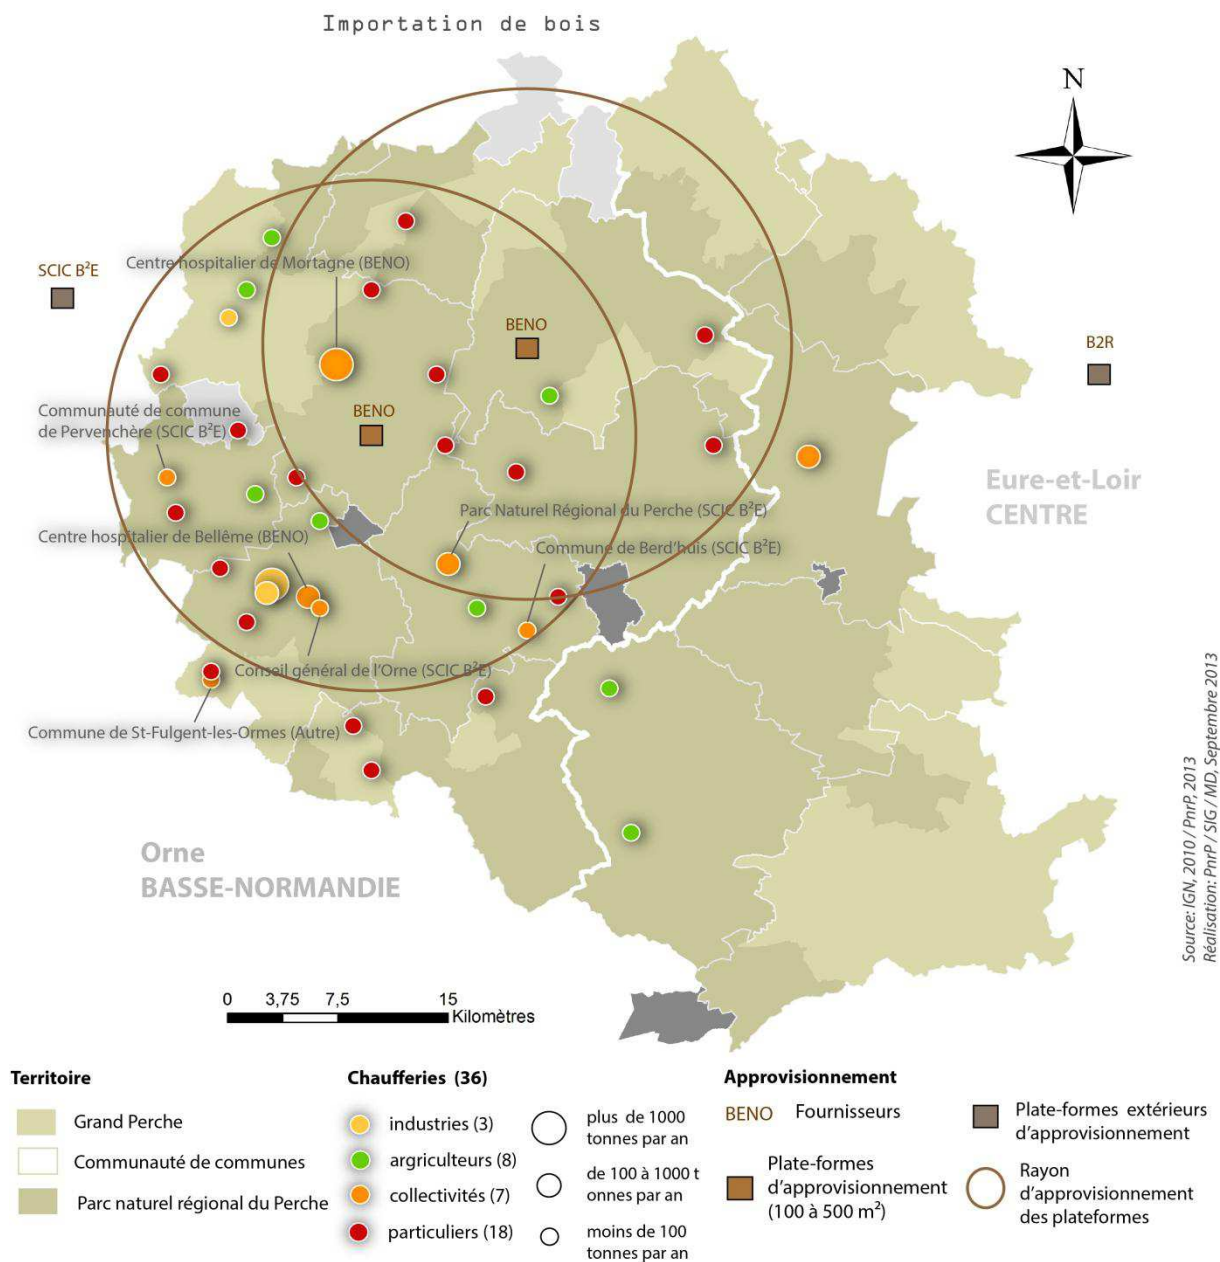 Importation de bois
N
SCIC B²E
Centre hospitalier de Mortagne (BENO)
BENO
B2R
Communauté de commune
de Pervenchère (SCIC B²E)
BENO
Eure-et-Loir
CENTRE
Parc Naturel Régional du Perche (SCIC B²E)
Centre hospitalier de Bellême (BENO)
Commune de Berd'huis (SCIC B²E)
Conseil général de l'Orne (SCIC B²E)
Commune de St-Fulgent-les-Ormes (Autre)
Orne
BASSE-NORMANDIE
Source: IGN, 2010 / PnrP, 2013
Réalisation: PnrP / SIG / MD, Septembre 2013
0 3,75 7,5 15
Kilomètres
Territoire
Grand Perche
Communauté de communes
Parc naturel régional du Perche
Chaufferies (36)
industries (3)
argriculteurs (8)
collectivités (7)
particuliers (18)
plus de 1000
tonnes par an
de 100 à 1000 t
onnes par an
moins de 100
tonnes par an
Approvisionnement
BENO Fournisseurs
Plate-formes
d'approvisionnement
(100 à 500 m²)
Plate-formes extérieurs
d'approvisionnement
Rayon
d'approvisionnement
des plateformes